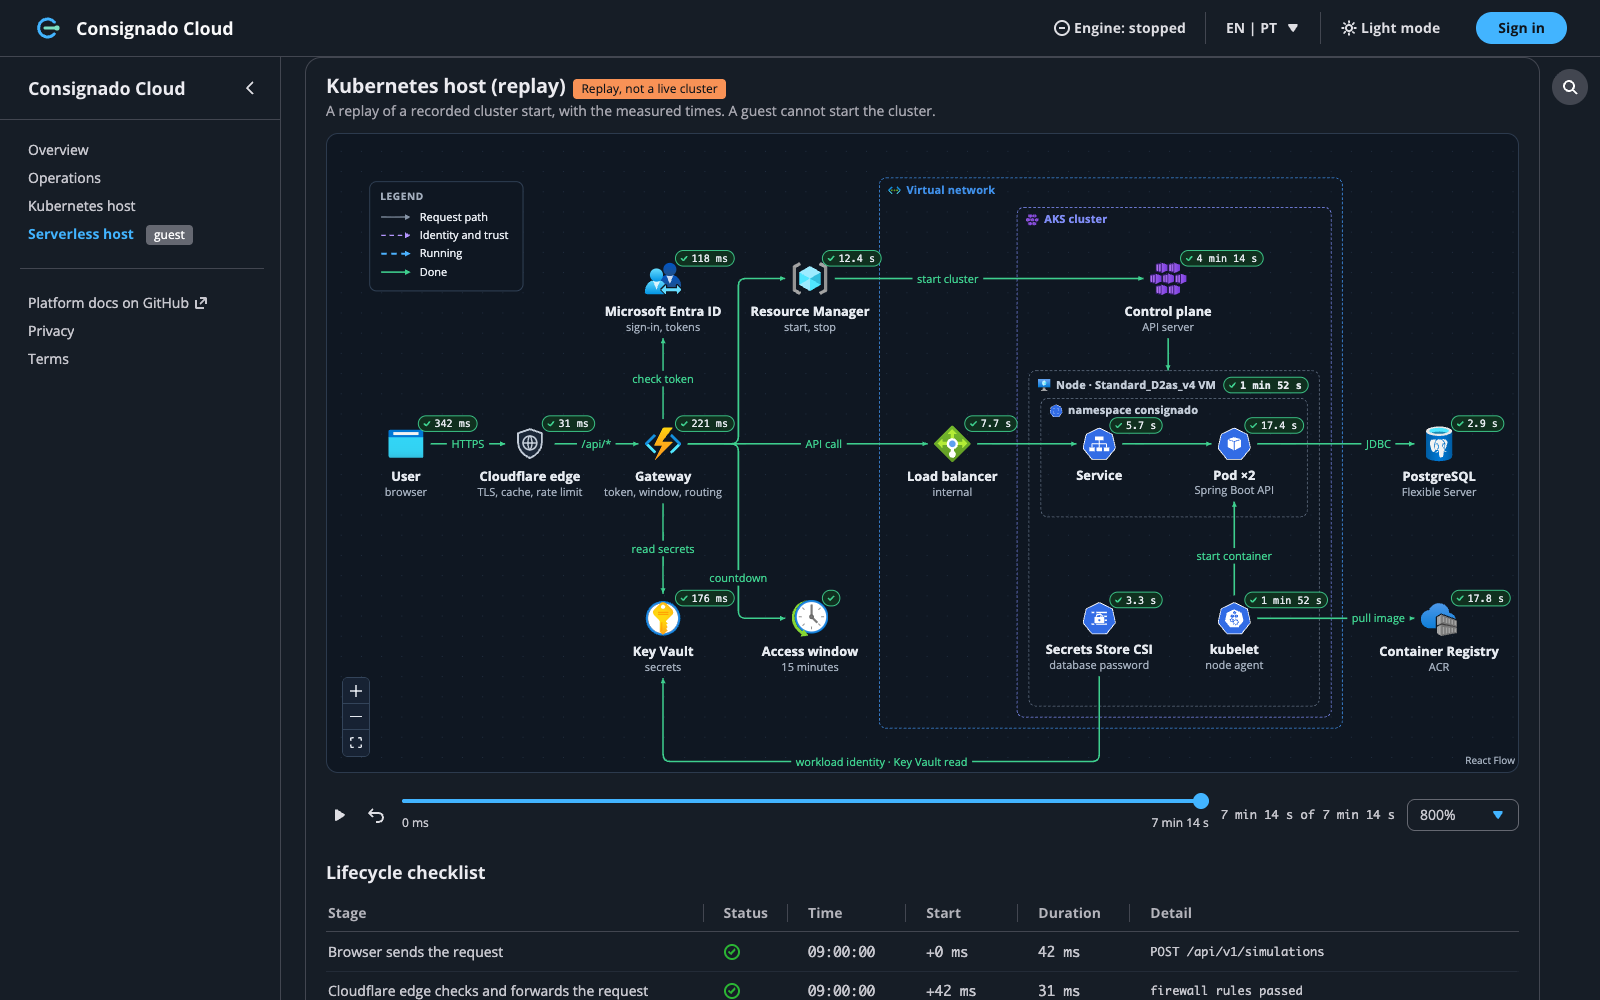 Consignado Cloud
Engine: stopped
EN | PT
Light mode
Sign in
Consignado Cloud
Overview
Operations
Kubernetes host
Serverless host guest
Platform docs on GitHub
Privacy
Terms
Kubernetes host (replay) Replay, not a live cluster
A replay of a recorded cluster start, with the measured times. A guest cannot start the cluster.
LEGEND
Request path
Identity and trust
Running
Done
Virtual network
AKS cluster
118 ms
Microsoft Entra ID
sign-in, tokens
12.4 s
Resource Manager
start, stop
start cluster
4 min 14 s
Control plane
API server
check token
Node · Standard_D2as_v4 VM 1 min 52 s
namespace consignado
342 ms
User
browser
HTTPS
31 ms
Cloudflare edge
TLS, cache, rate limit
/api/*
221 ms
Gateway
token, window, routing
API call
7.7 s
Load balancer
internal
5.7 s
Service
17.4 s
Pod ×2
Spring Boot API
JDBC
2.9 s
PostgreSQL
Flexible Server
read secrets
countdown
start container
176 ms
Key Vault
secrets
Access window
15 minutes
3.3 s
Secrets Store CSI
database password
1 min 52 s
kubelet
node agent
pull image
17.8 s
Container Registry
ACR
workload identity · Key Vault read
React Flow
0 ms
7 min 14 s
7 min 14 s of 7 min 14 s
800%
Lifecycle checklist
Stage Status Time Start Duration Detail
Browser sends the request 09:00:00 +0 ms 42 ms POST /api/v1/simulations
Cloudflare edge checks and forwards the request 09:00:00 +42 ms 31 ms firewall rules passed